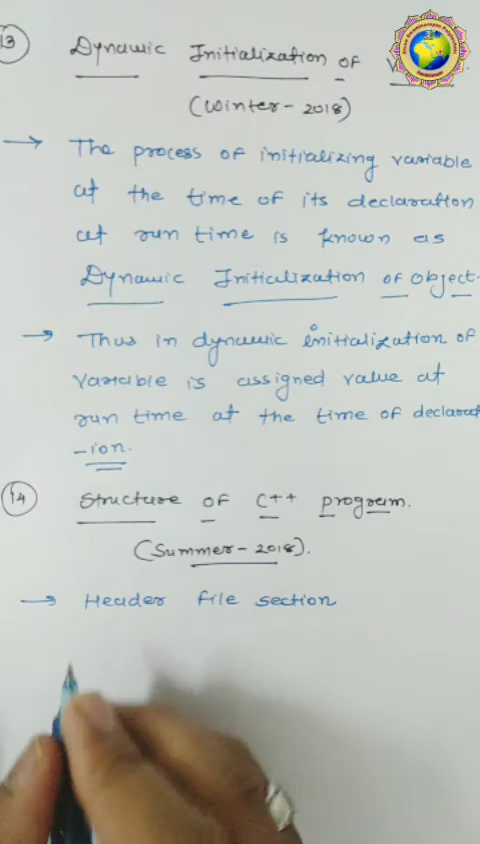 13 Dynamic Initialization of
(Winter - 2018)
→ The process of initializing variable
at the time of its declaration
at run time is known as
Dynamic Initialization of Object.
→ Thus in dynamic initialization of
variable is assigned value at
run time at the time of declarat
-ion.
14 Structure of C++ program.
(Summer - 2018).
→ Header file section